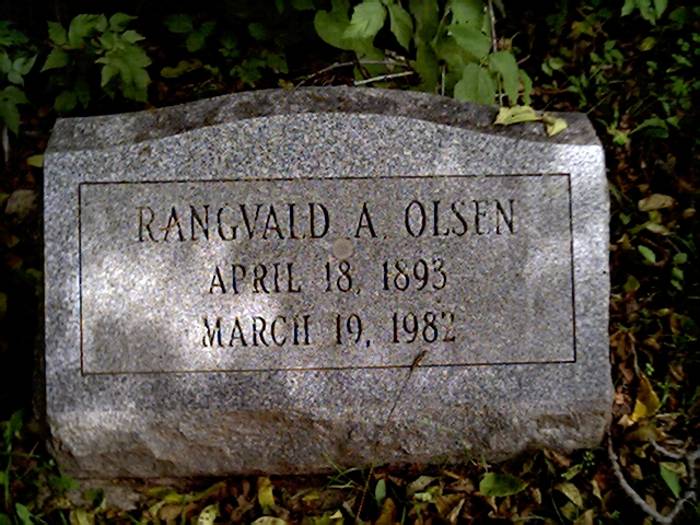 RANGVALD A. OLSEN
APRIL 18, 1893
MARCH 19, 1982